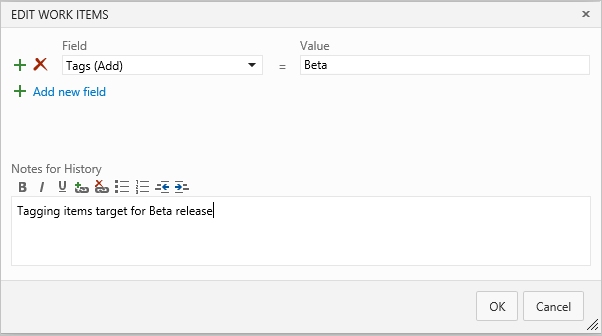 EDIT WORK ITEMS
Field Value
Tags (Add) = Beta
Add new field
Notes for History
B I U
Tagging items target for Beta release
OK Cancel